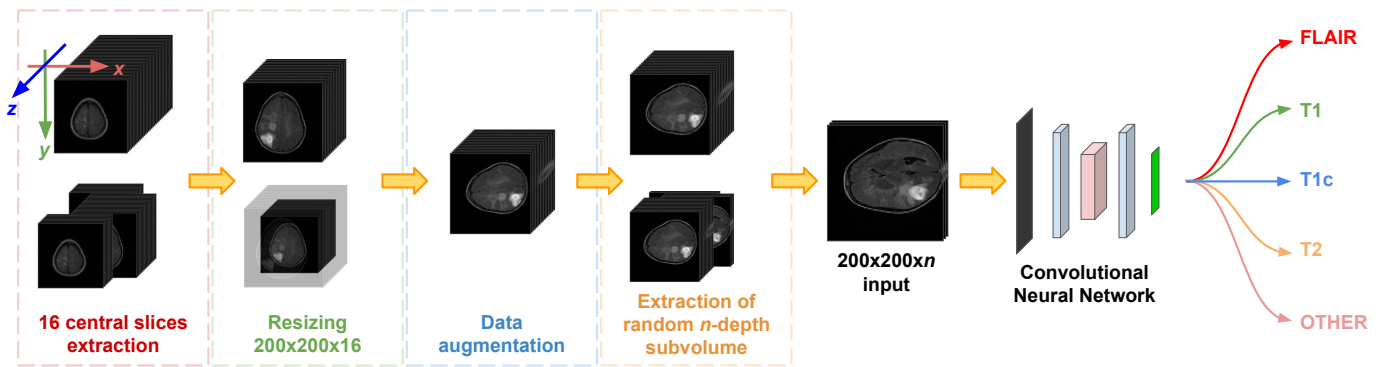 x
z
y
16 central slices
extraction
Resizing
200x200x16
Data
augmentation
Extraction of
random n-depth
subvolume
200x200xn
input
Convolutional
Neural Network
FLAIR
T1
T1c
T2
OTHER